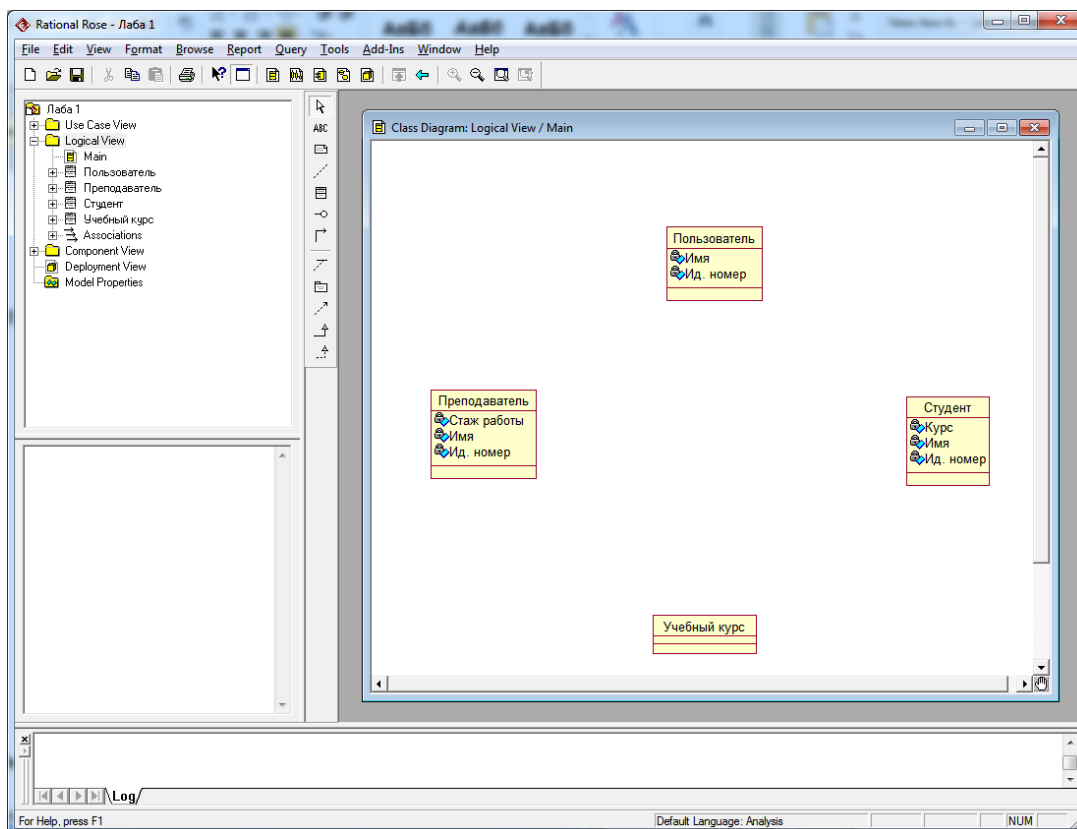 Rational Rose - Лаба 1
File Edit View Format Browse Report Query Tools Add-Ins Window Help
Лаба 1
Use Case View
Logical View
Main
Пользователь
Преподаватель
Студент
Учебный курс
Associations
Component View
Deployment View
Model Properties
ABC
Class Diagram: Logical View / Main
Пользователь
Имя
Ид. номер
Преподаватель
Стаж работы
Имя
Ид. номер
Студент
Курс
Имя
Ид. номер
Учебный курс
Log
For Help, press F1
Default Language: Analysis
NUM